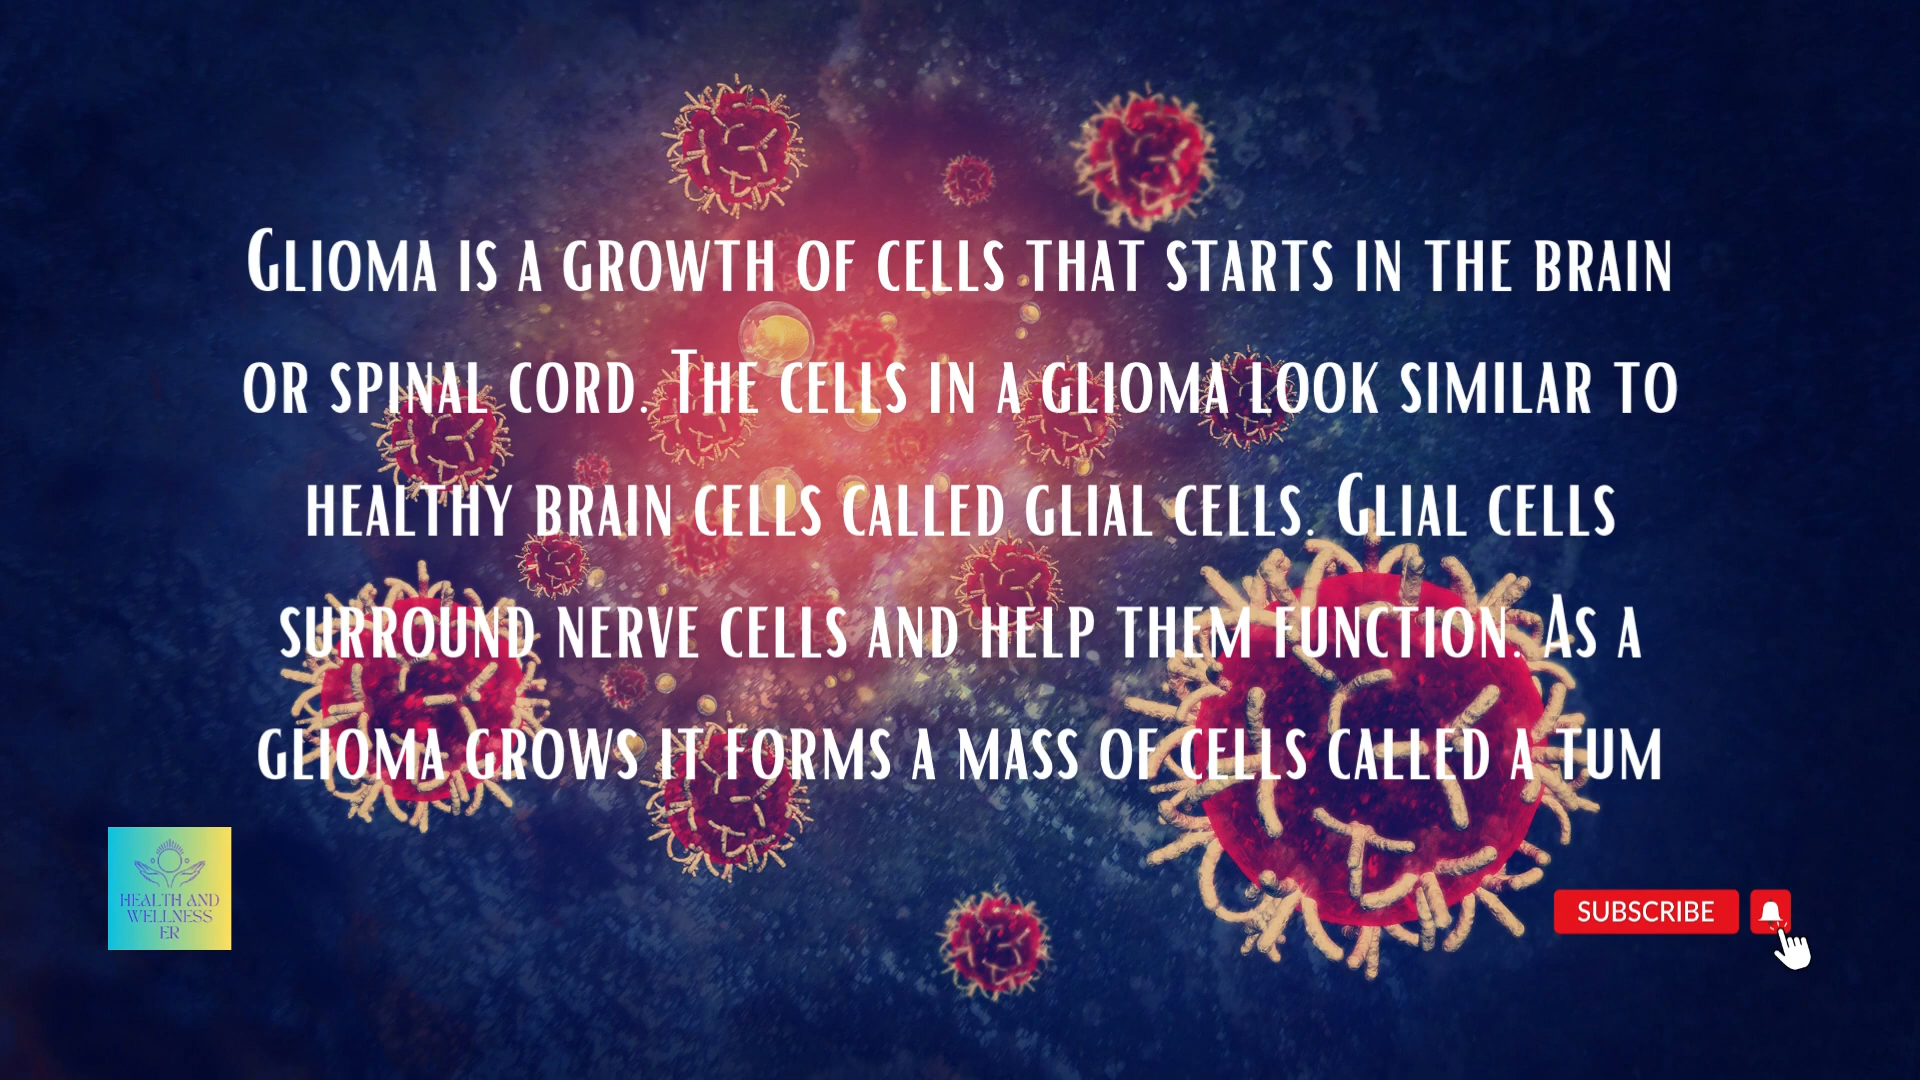 Glioma is a growth of cells that starts in the brain
or spinal cord. The cells in a glioma look similar to
healthy brain cells called glial cells. Glial cells
surround nerve cells and help them function. As a
glioma grows it forms a mass of cells called a tum
HEALTH AND
WELLNESS
ER
SUBSCRIBE